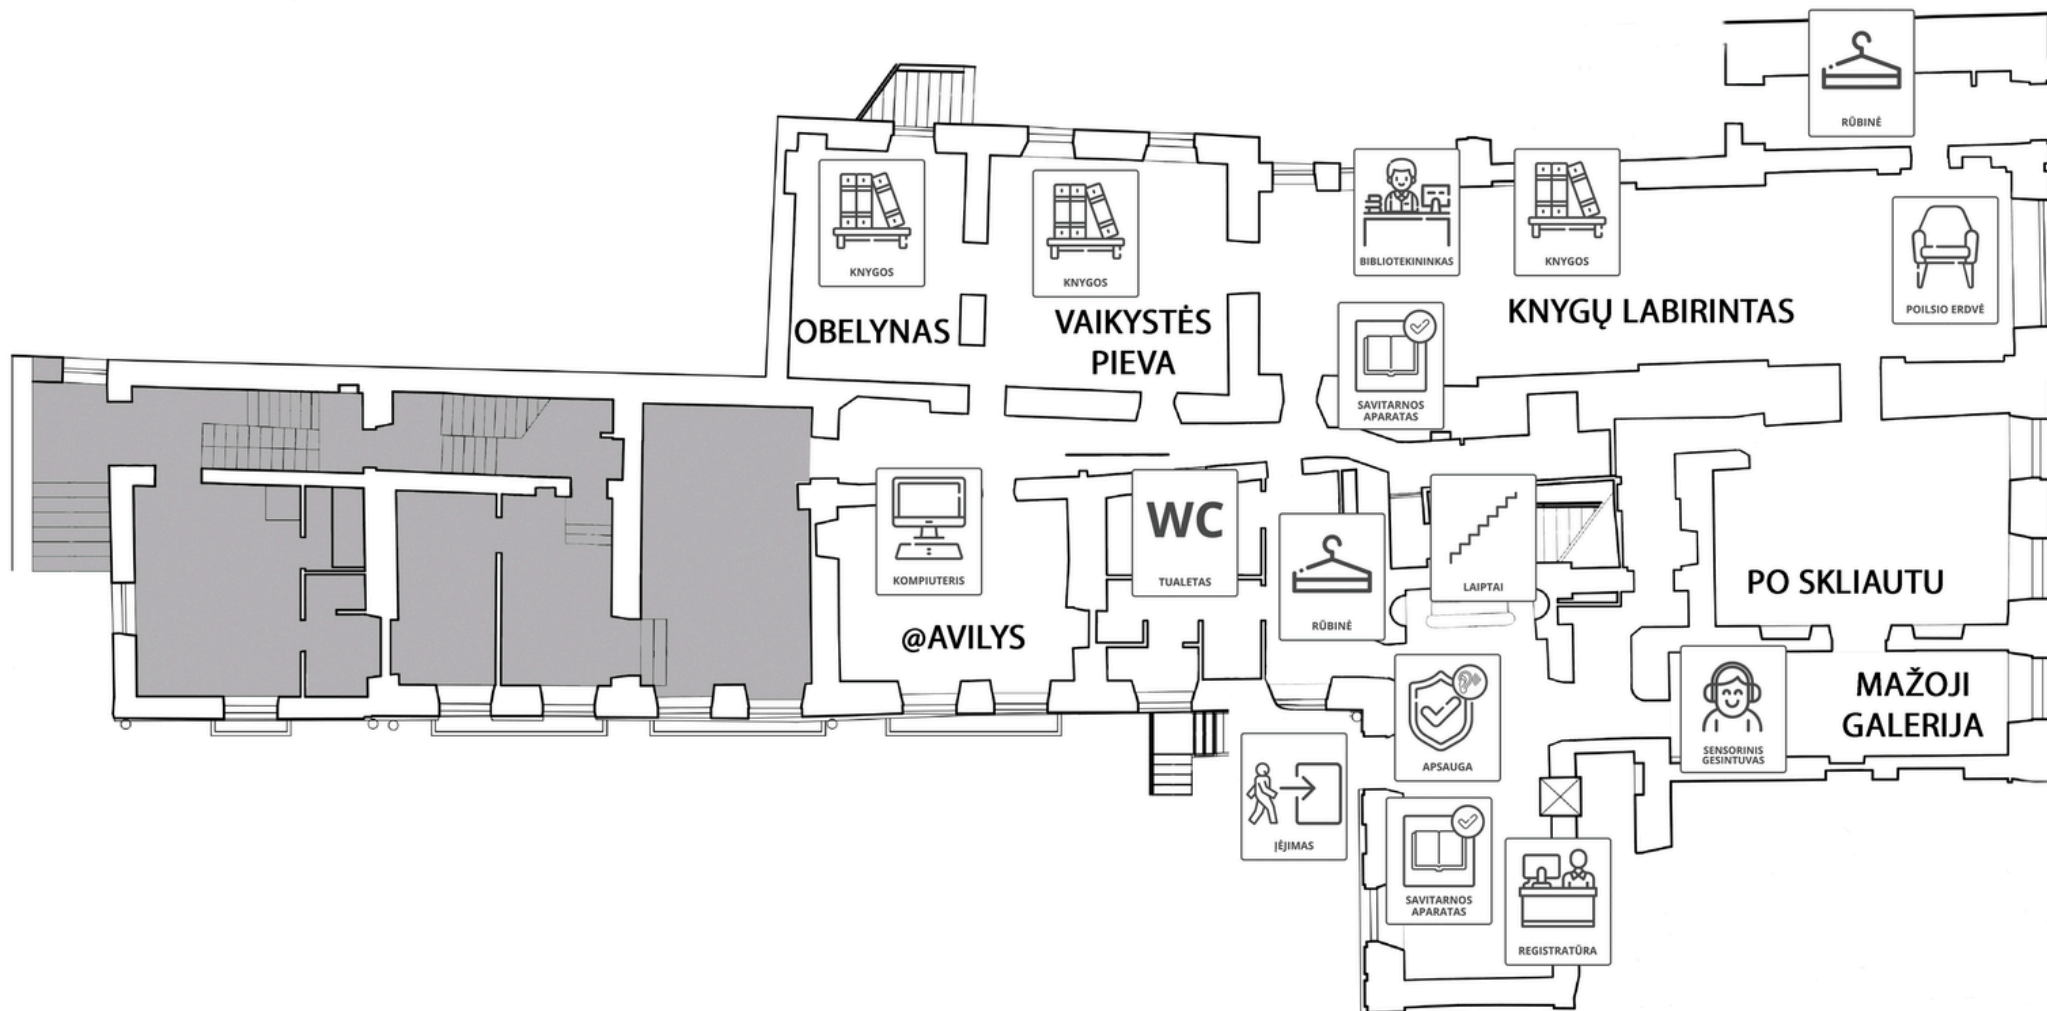 RŪBINĖ
KNYGOS
KNYGOS
BIBLIOTEKININKAS
KNYGOS
POILSIO ERDVĖ
OBELYNAS
VAIKYSTĖS
PIEVA
KNYGŲ LABIRINTAS
SAVITARNOS
APARATAS
KOMPIUTERIS
WC
TUALETAS
RŪBINĖ
LAIPTAI
PO SKLIAUTU
@AVILYS
APSAUGA
SENSORINIS
GESINTUVAS
MAŽOJI
GALERIJA
ĮĖJIMAS
SAVITARNOS
APARATAS
REGISTRATŪRA